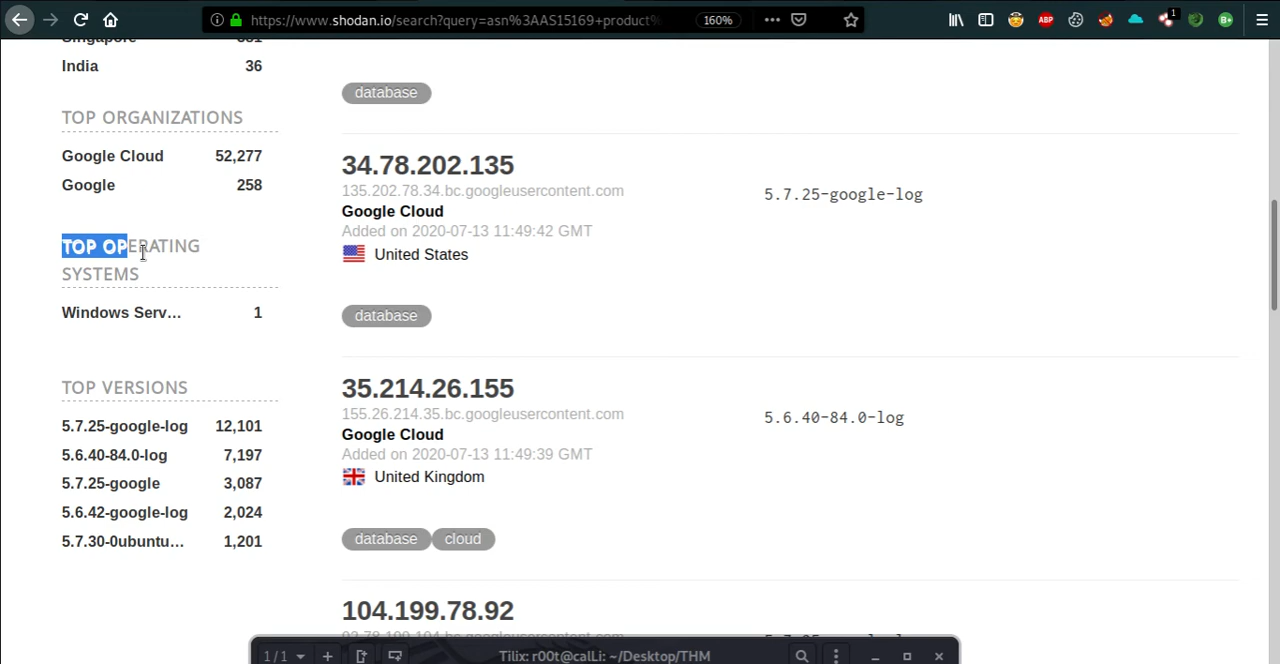 https://www.shodan.io/search?query=asn%3AAS15169+product%
160%
ABP
1
B+
India 36
TOP ORGANIZATIONS
Google Cloud 52,277
Google 258
TOP OPERATING
SYSTEMS
Windows Serv... 1
TOP VERSIONS
5.7.25-google-log 12,101
5.6.40-84.0-log 7,197
5.7.25-google 3,087
5.6.42-google-log 2,024
5.7.30-0ubuntu... 1,201
database
34.78.202.135
135.202.78.34.bc.googleusercontent.com
Google Cloud
Added on 2020-07-13 11:49:42 GMT
United States
5.7.25-google-log
database
35.214.26.155
155.26.214.35.bc.googleusercontent.com
Google Cloud
Added on 2020-07-13 11:49:39 GMT
United Kingdom
5.6.40-84.0-log
database cloud
104.199.78.92
1/1
Tilix: r00t@calLi: ~/Desktop/THM